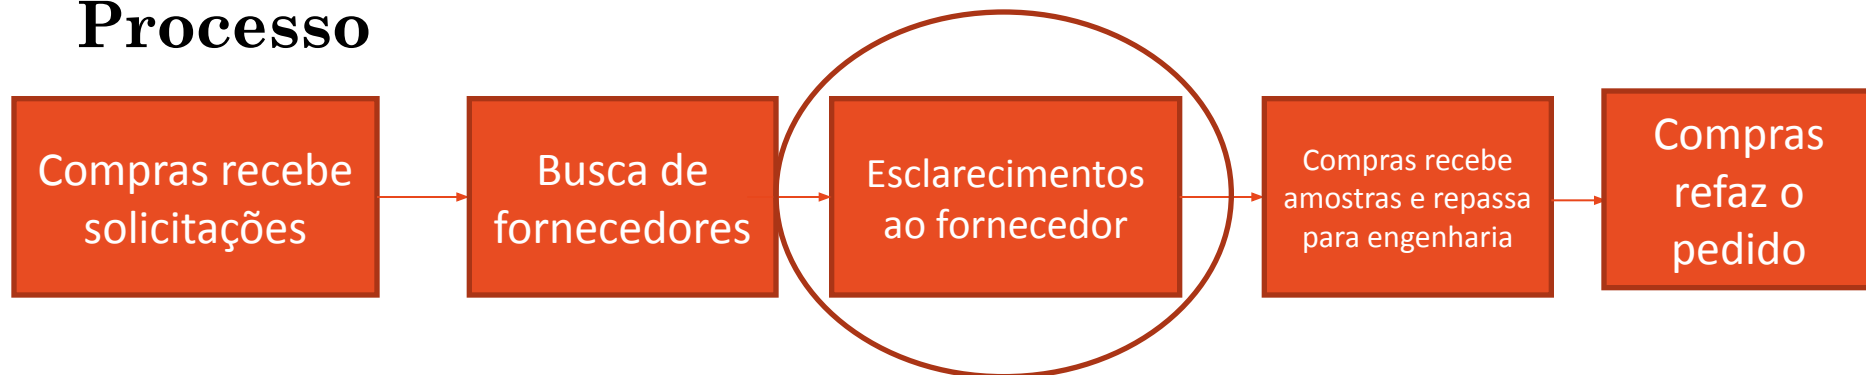 Processo
Compras recebe
solicitações
Busca de
fornecedores
Esclarecimentos
ao fornecedor
Compras recebe
amostras e repassa
para engenharia
Compras
refaz o
pedido